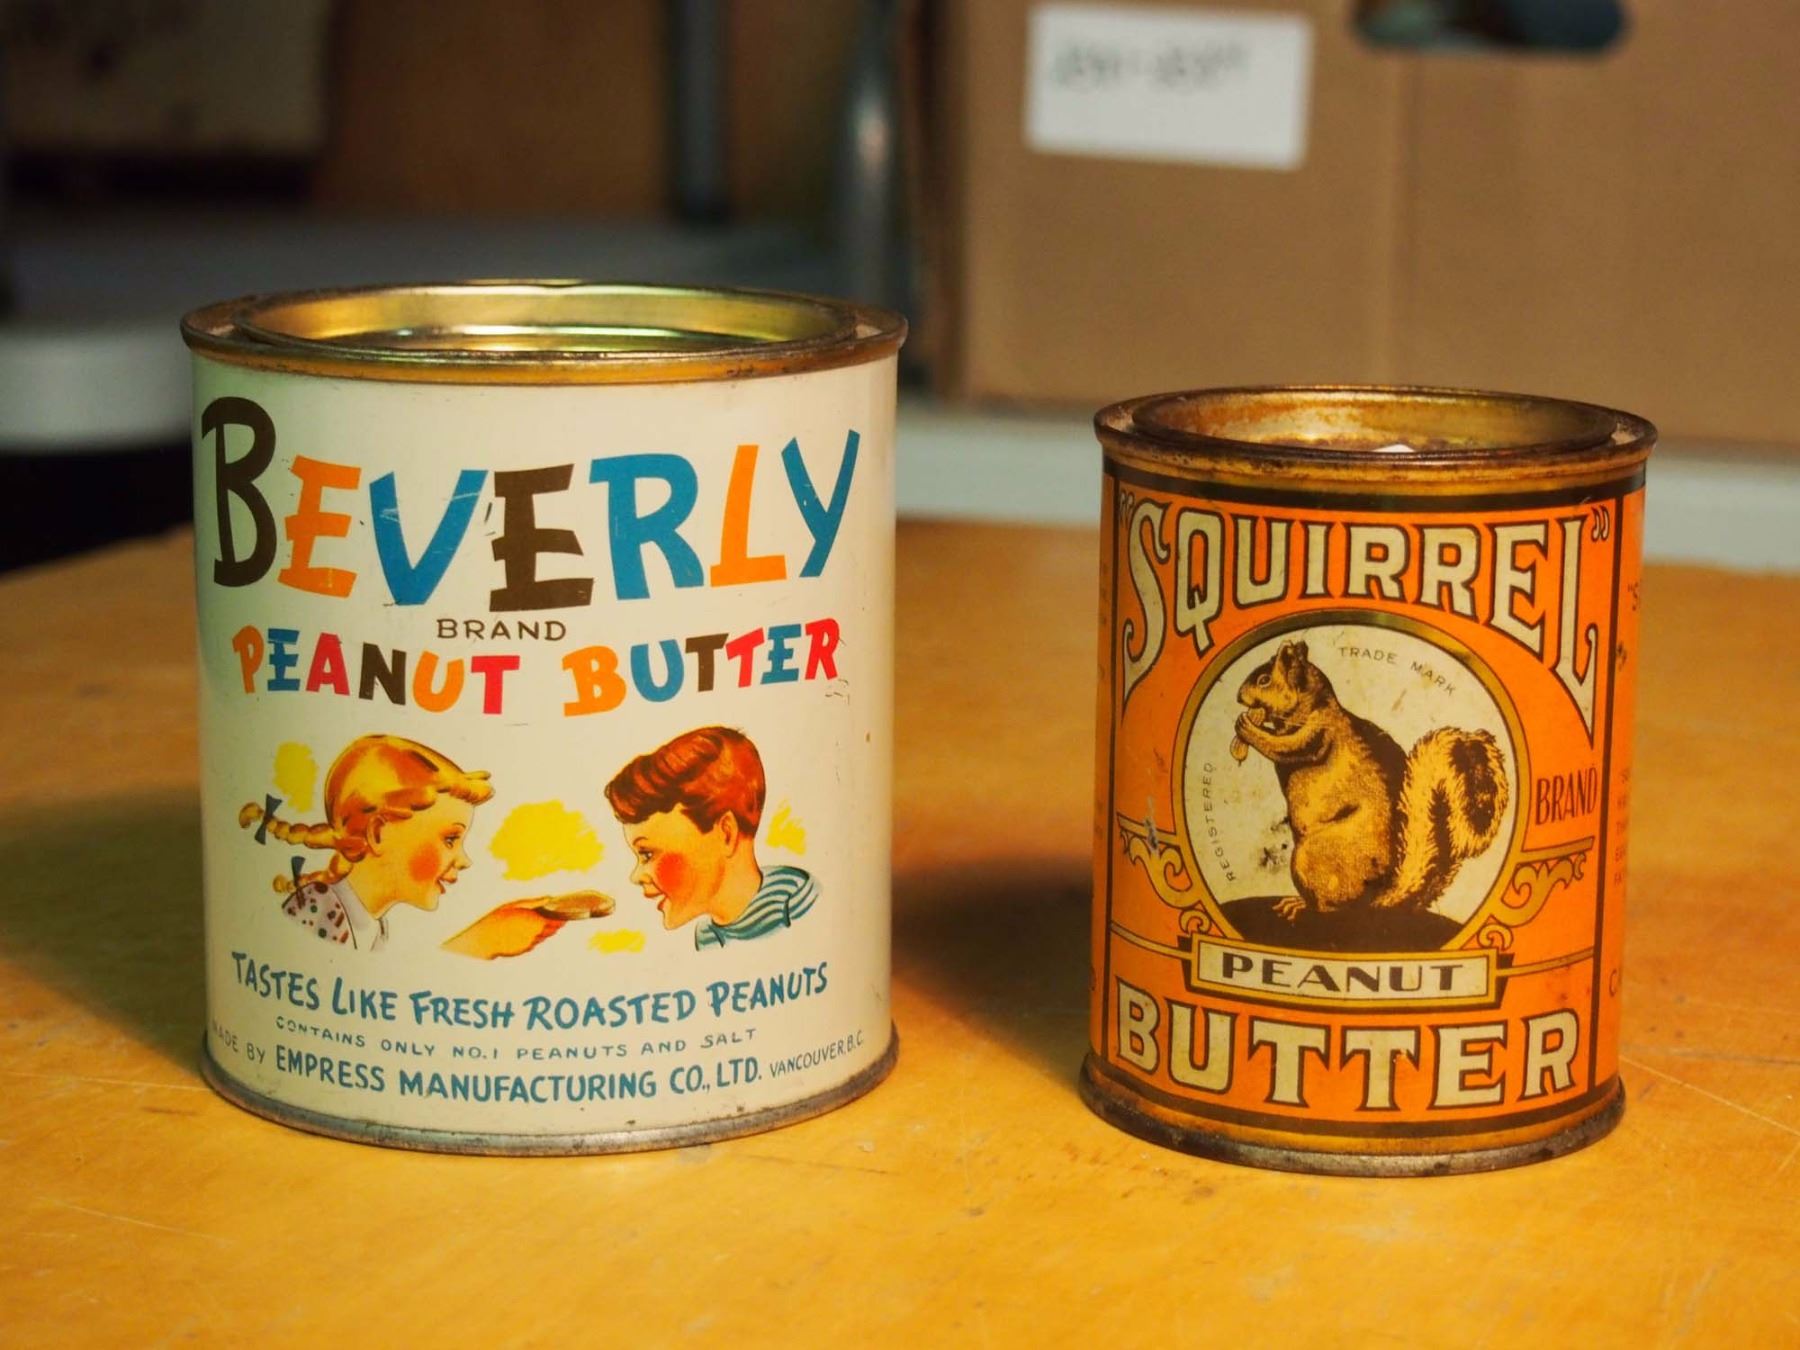 BEVERLY
BRAND
PEANUT BUTTER
TASTES LIKE FRESH ROASTED PEANUTS
CONTAINS ONLY NO.1 PEANUTS AND SALT
MADE BY EMPRESS MANUFACTURING CO., LTD. VANCOUVER, B.C.
"SQUIRREL"
TRADE MARK
REGISTERED
BRAND
PEANUT
BUTTER